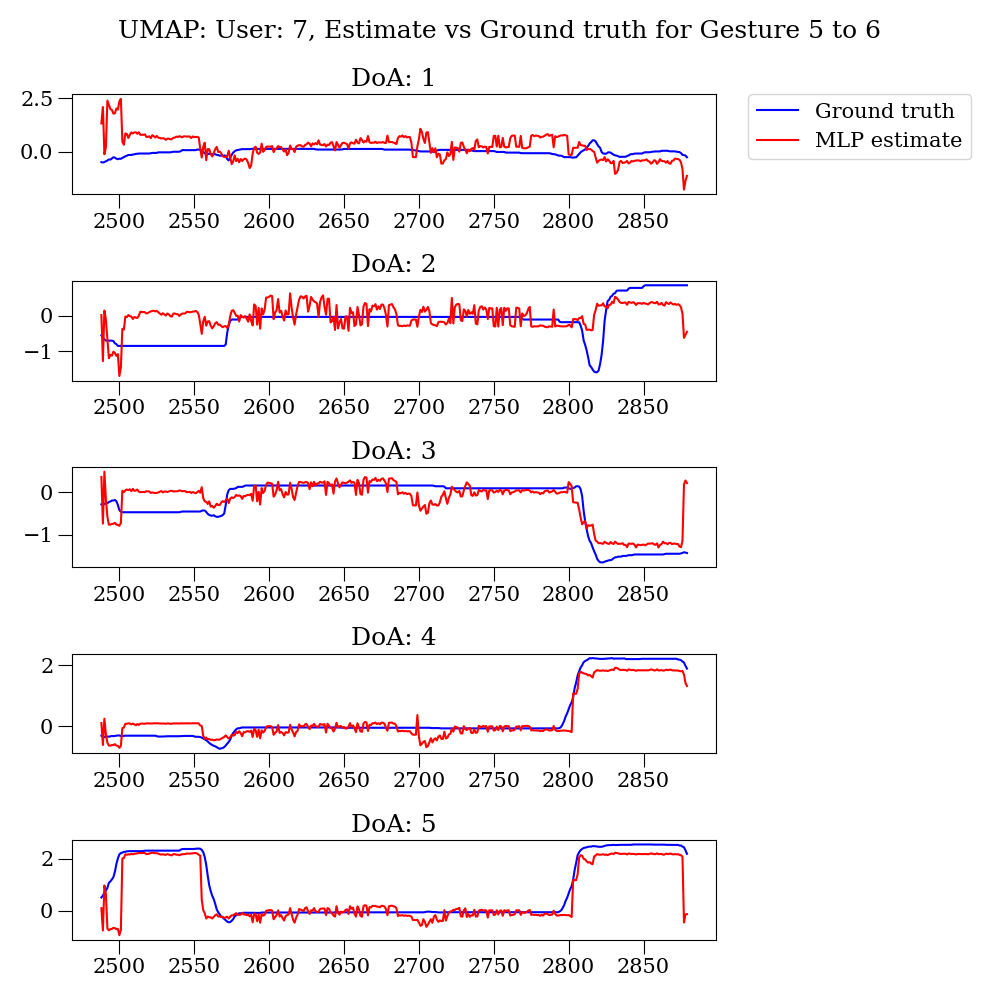 UMAP: User: 7, Estimate vs Ground truth for Gesture 5 to 6
DoA: 1
2.5
0.0
2500 2550 2600 2650 2700 2750 2800 2850
Ground truth
MLP estimate
DoA: 2
0
−1
2500 2550 2600 2650 2700 2750 2800 2850
DoA: 3
0
−1
2500 2550 2600 2650 2700 2750 2800 2850
DoA: 4
2
0
2500 2550 2600 2650 2700 2750 2800 2850
DoA: 5
2
0
2500 2550 2600 2650 2700 2750 2800 2850